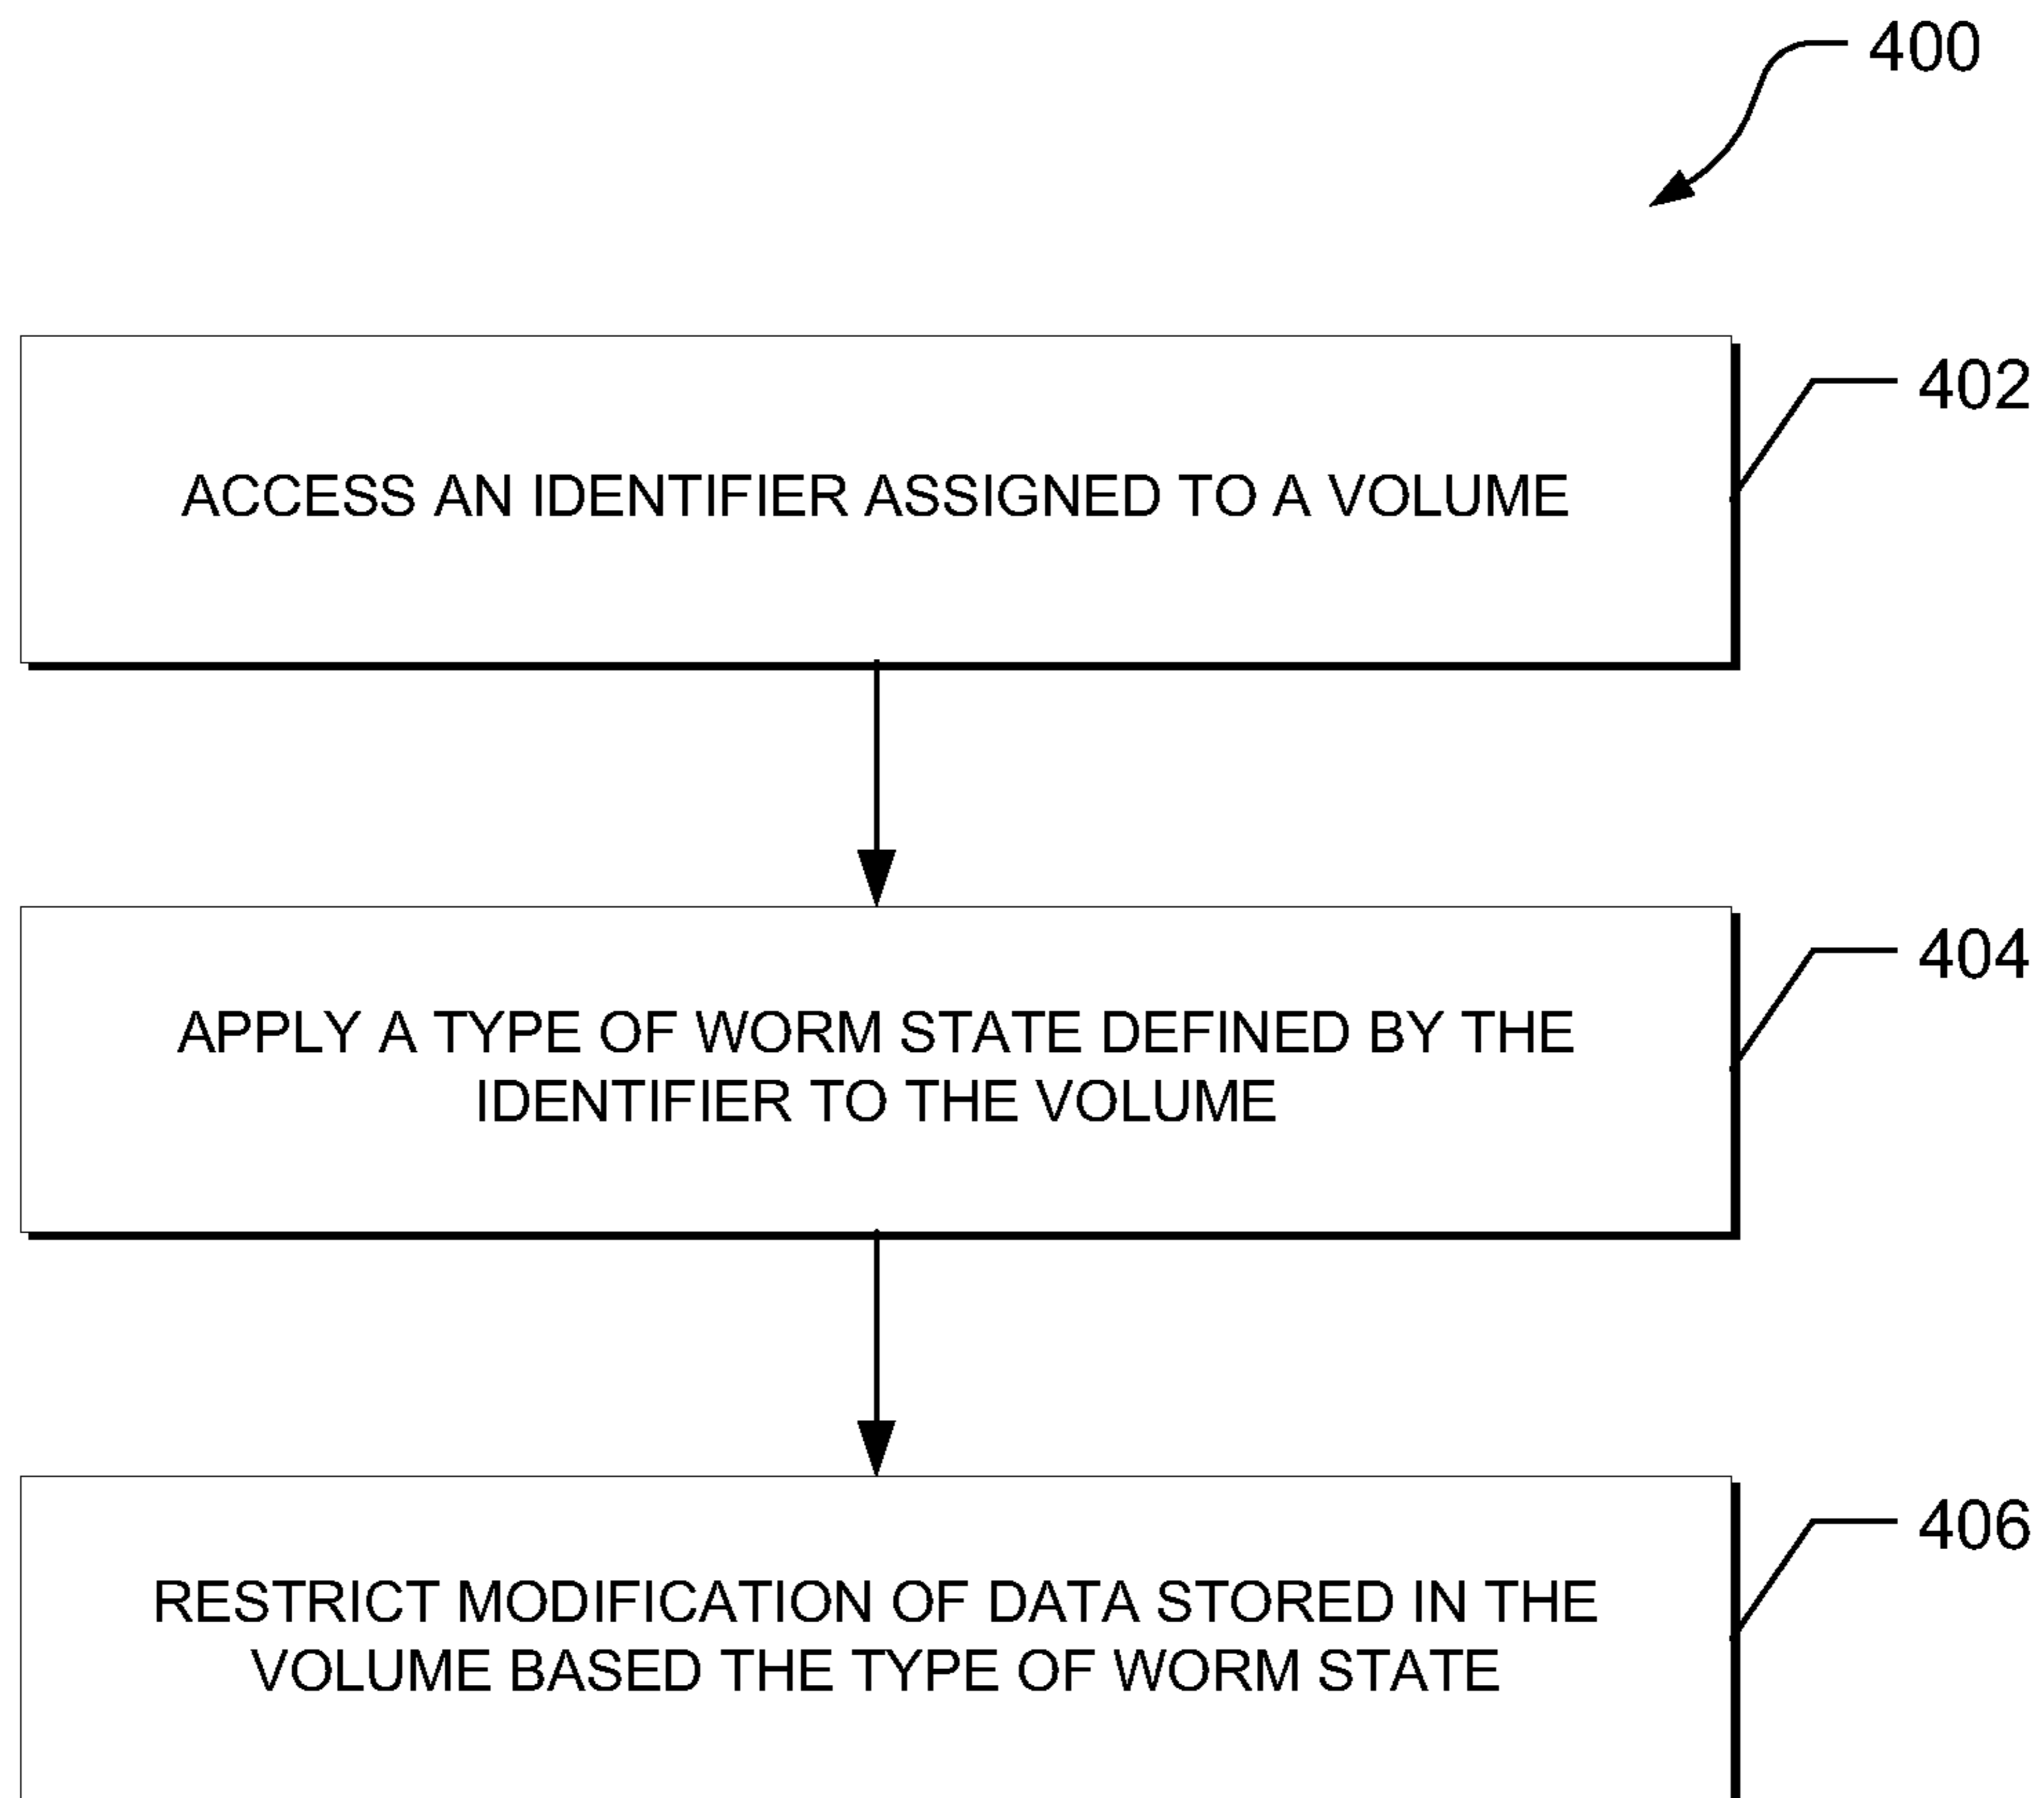 400
402
ACCESS AN IDENTIFIER ASSIGNED TO A VOLUME
404
APPLY A TYPE OF WORM STATE DEFINED BY THE
IDENTIFIER TO THE VOLUME
406
RESTRICT MODIFICATION OF DATA STORED IN THE
VOLUME BASED THE TYPE OF WORM STATE